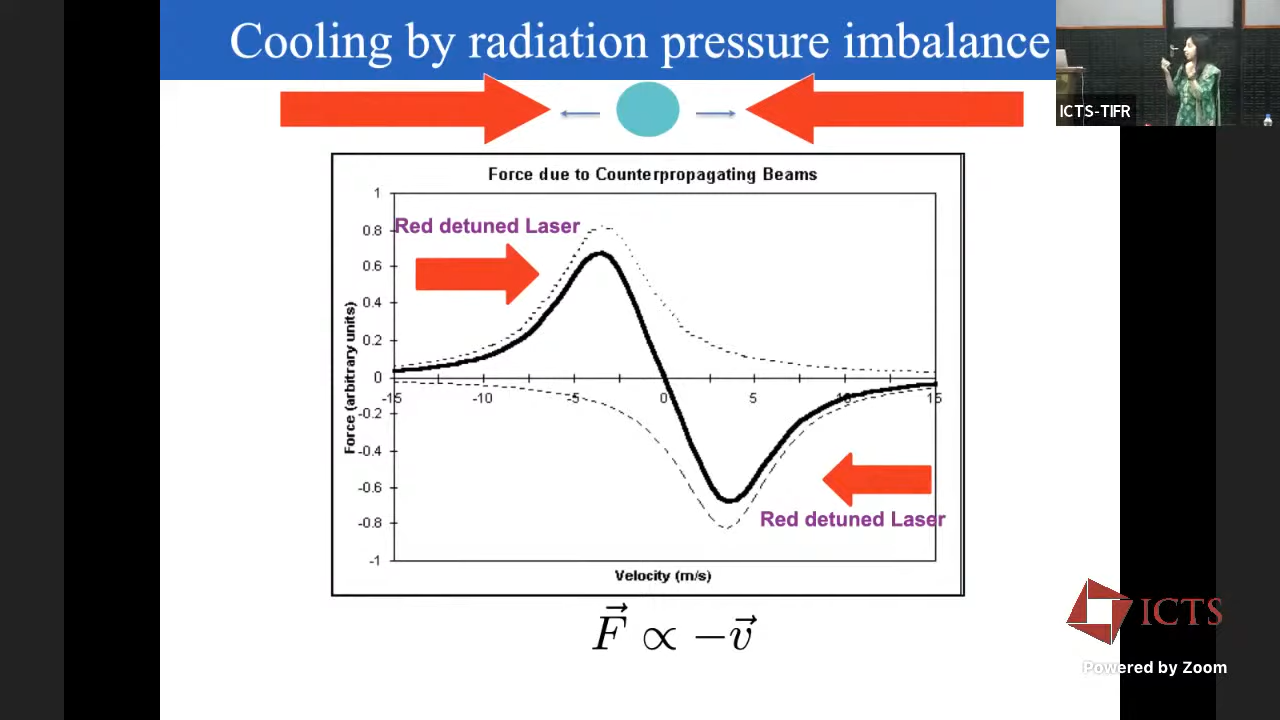 Cooling by radiation pressure imbalance
ICTS-TIFR
Force due to Counterpropagating Beams
1
0.8
Red detuned Laser
0.6
0.4
0.2
0
-15
-10
-5
0
5
10
15
-0.2
-0.4
-0.6
-0.8
-1
Force (arbitrary units)
Red detuned Laser
Velocity (m/s)
F⃗ ∝ −v⃗
ICTS
Powered by Zoom